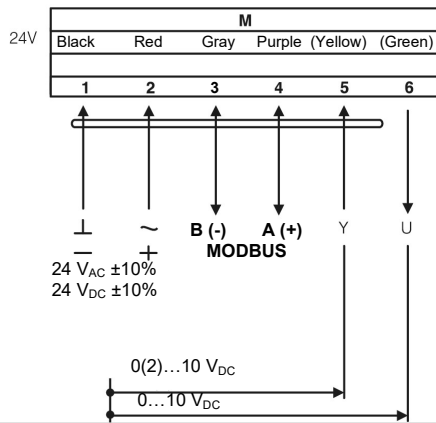 M
24V Black Red Gray Purple (Yellow) (Green)
1 2 3 4 5 6
⊥ ~ B (-) A (+) Y U
− + MODBUS
24 VAC ±10%
24 VDC ±10%
0(2)…10 VDC
0…10 VDC